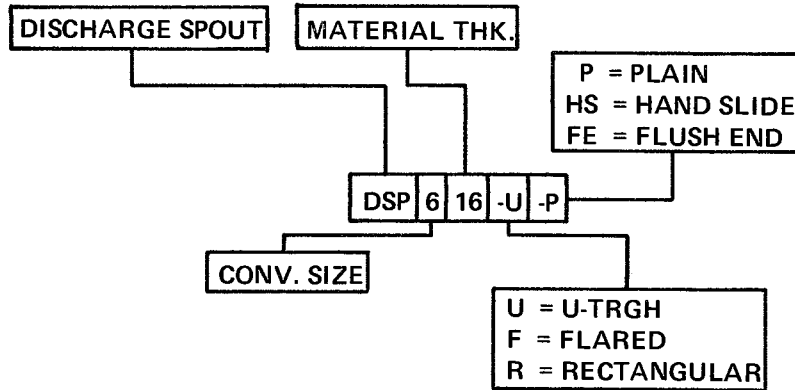 DISCHARGE SPOUT
MATERIAL THK.
P = PLAIN
HS = HAND SLIDE
FE = FLUSH END
DSP 6 16 -U -P
CONV. SIZE
U = U-TRGH
F = FLARED
R = RECTANGULAR